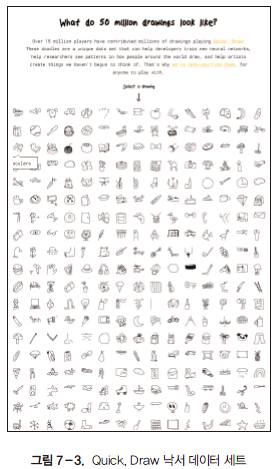 What do 50 million drawings look like?
Over 15 million players have contributed millions of drawings playing Quick, Draw!
These doodles are a unique data set that can help developers train new neural networks,
help researchers see patterns in how people around the world draw, and help artists
create things we haven't begun to think of. That's why we're open-sourcing them, for
anyone to play with.
Select a drawing
그림 7-3. Quick, Draw 낙서 데이터 세트